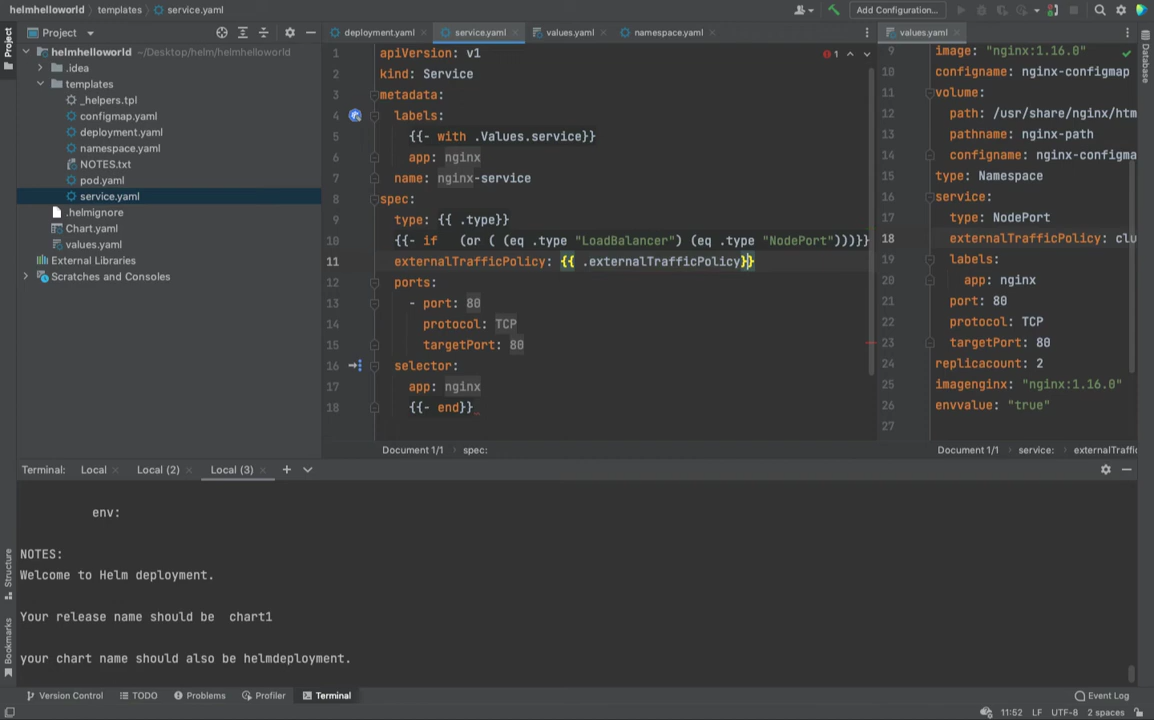 helmhelloworld templates service.yaml
Add Configuration...
Project
helmhelloworld ~/Desktop/helm/helmhelloworld
.idea
templates
_helpers.tpl
configmap.yaml
deployment.yaml
namespace.yaml
NOTES.txt
pod.yaml
service.yaml
.helmignore
Chart.yaml
values.yaml
External Libraries
Scratches and Consoles
Project
Structure
Bookmarks
deployment.yaml service.yaml values.yaml namespace.yaml
1 apiVersion: v1
2 kind: Service
3 metadata:
4 labels:
5 {{- with .Values.service}}
6 app: nginx
7 name: nginx-service
8 spec:
9 type: {{ .type}}
10 {{- if (or ( (eq .type "LoadBalancer") (eq .type "NodePort")))}}
11 externalTrafficPolicy: {{ .externalTrafficPolicy}}
12 ports:
13 - port: 80
14 protocol: TCP
15 targetPort: 80
16 selector:
17 app: nginx
18 {{- end}}
1
Document 1/1 spec:
values.yaml
9 image: "nginx:1.16.0"
10 configname: nginx-configmap
11 volume:
12 path: /usr/share/nginx/htm
13 pathname: nginx-path
14 configname: nginx-configma
15 type: Namespace
16 service:
17 type: NodePort
18 externalTrafficPolicy: clu
19 labels:
20 app: nginx
21 port: 80
22 protocol: TCP
23 targetPort: 80
24 replicacount: 2
25 imagenginx: "nginx:1.16.0"
26 envvalue: "true"
27
Document 1/1 service: externalTraffic
Database
Terminal: Local Local (2) Local (3)
env:
NOTES:
Welcome to Helm deployment.
Your release name should be chart1
your chart name should also be helmdeployment.
Version Control TODO Problems Profiler Terminal Event Log
11:52 LF UTF-8 2 spaces